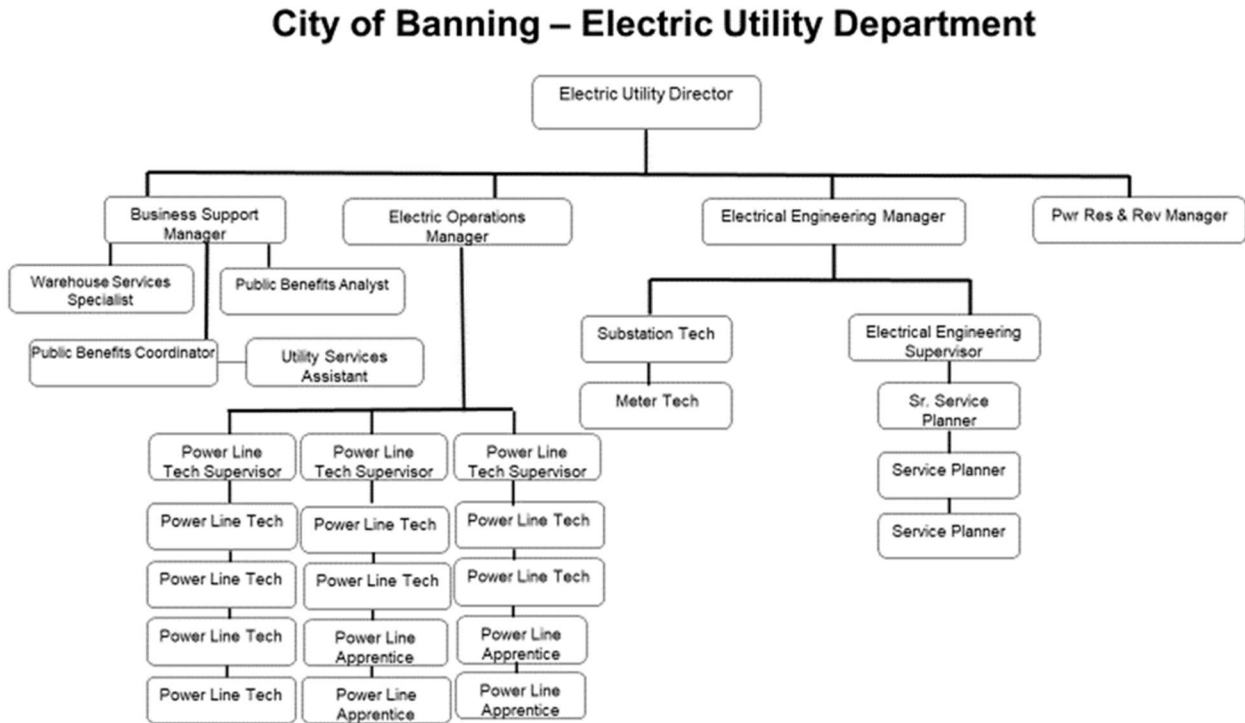 City of Banning – Electric Utility Department
Electric Utility Director
Business Support
Manager
Electric Operations
Manager
Electrical Engineering Manager
Pwr Res & Rev Manager
Warehouse Services
Specialist
Public Benefits Analyst
Public Benefits Coordinator
Utility Services
Assistant
Substation Tech
Electrical Engineering
Supervisor
Meter Tech
Sr. Service
Planner
Service Planner
Service Planner
Power Line
Tech Supervisor
Power Line
Tech Supervisor
Power Line
Tech Supervisor
Power Line Tech
Power Line Tech
Power Line Tech
Power Line Tech
Power Line Tech
Power Line Tech
Power Line Tech
Power Line
Apprentice
Power Line
Apprentice
Power Line Tech
Power Line
Apprentice
Power Line
Apprentice